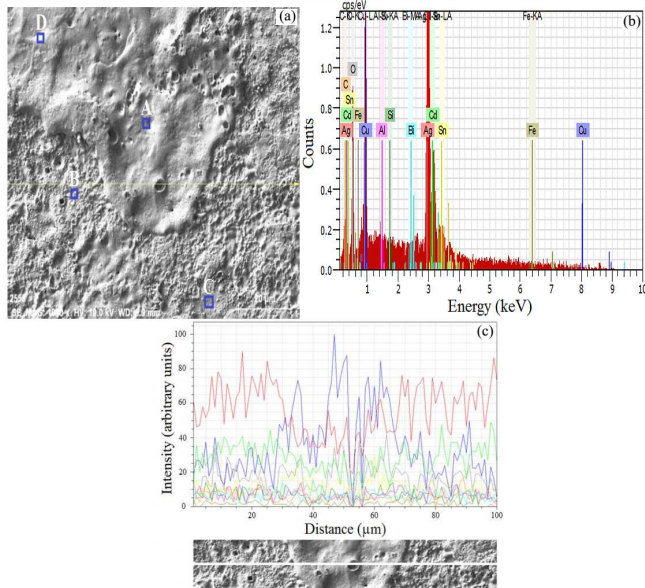 (a)
D
A
B
C
(b)
cps/eV
Fe-KA
1.2
1.0
0.8
0.6
0.4
0.2
0.0
Counts
O
C
Sn
Cd Fe Si Cd
Ag Cu Al Bi Ag Sn Fe Cu
1 2 3 4 5 6 7 8 9 10
Energy (keV)
(c)
100
80
60
40
20
0
Intensity (arbitrary units)
20 40 60 80 100
Distance (µm)